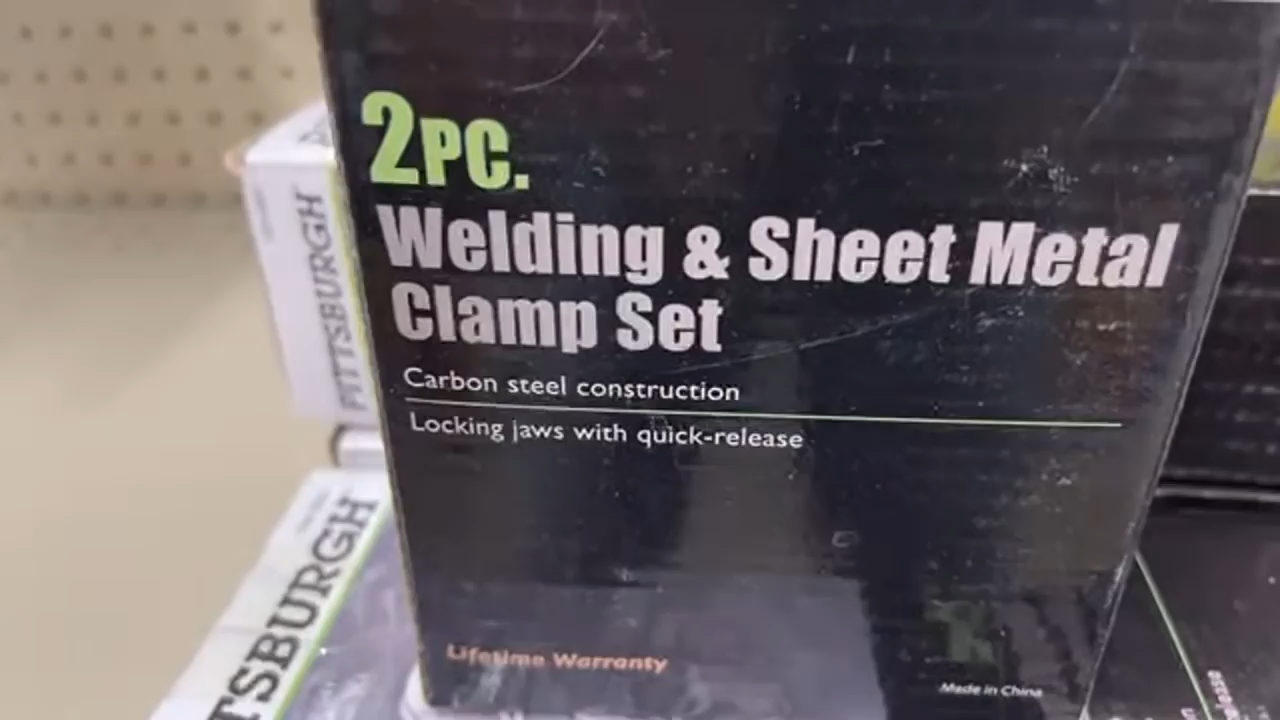 2PC.
Welding & Sheet Metal
Clamp Set
Carbon steel construction
Locking jaws with quick-release
Lifetime Warranty
Made in China
PITTSBURGH
TSBURGH